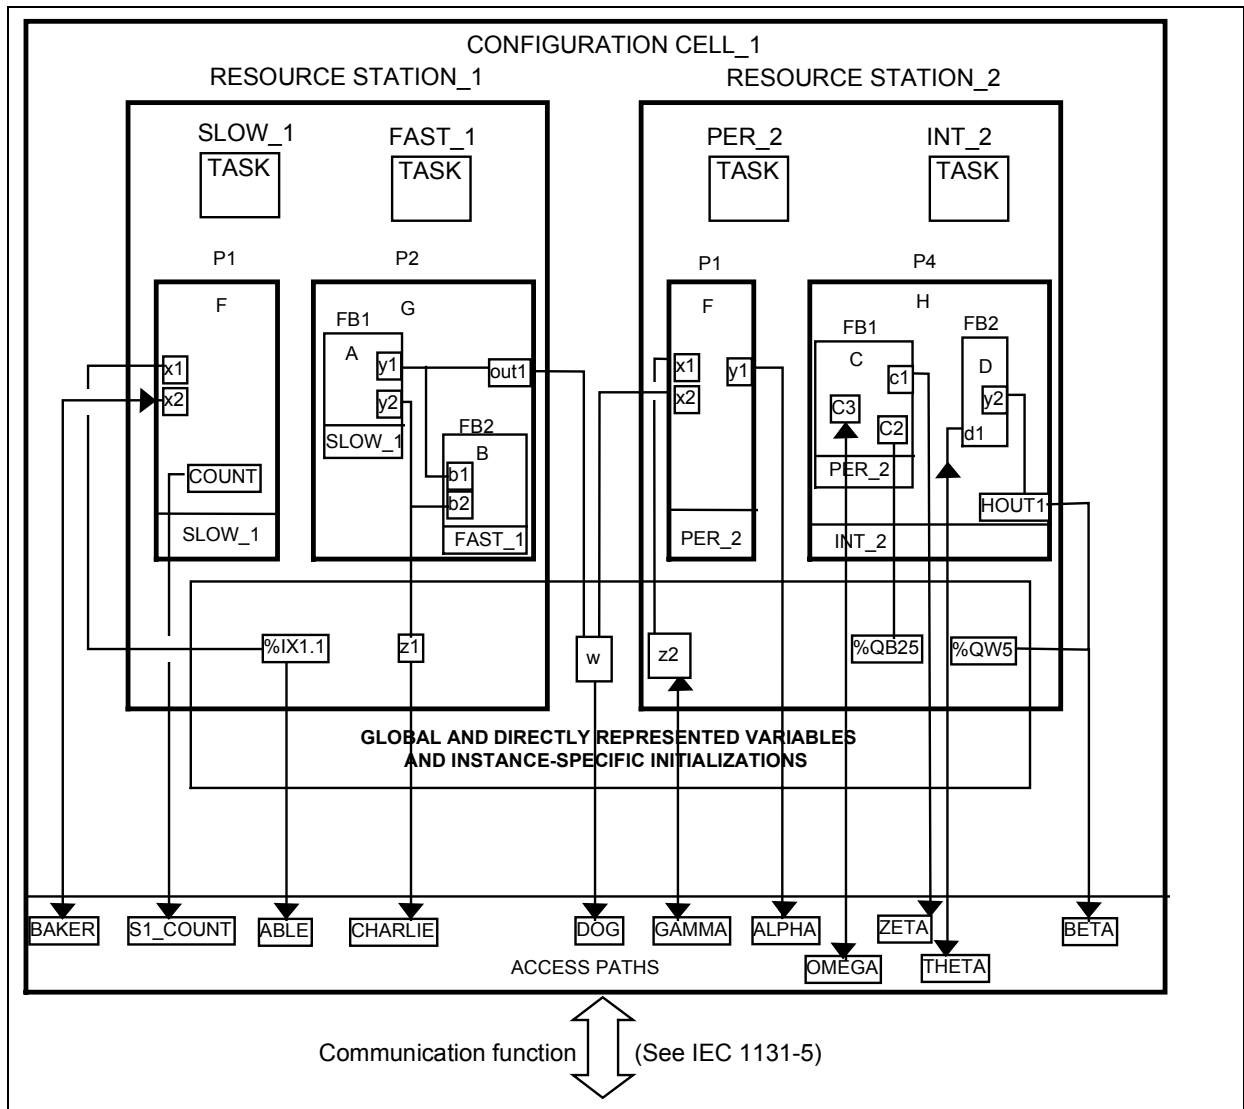 CONFIGURATION CELL_1
RESOURCE STATION_1
RESOURCE STATION_2
SLOW_1
FAST_1
PER_2
INT_2
TASK
TASK
TASK
TASK
P1
P2
P1
P4
F
G
F
H
FB1
A
y1
y2
SLOW_1
out1
FB2
B
b1
b2
FAST_1
x1
x2
COUNT
SLOW_1
x1
x2
y1
PER_2
FB1
C
c1
C3
C2
PER_2
FB2
D
y2
d1
HOUT1
INT_2
%IX1.1
z1
w
z2
%QB25
%QW5
GLOBAL AND DIRECTLY REPRESENTED VARIABLES
AND INSTANCE-SPECIFIC INITIALIZATIONS
BAKER
S1_COUNT
ABLE
CHARLIE
DOG
GAMMA
ALPHA
ZETA
BETA
OMEGA
THETA
ACCESS PATHS
Communication function
(See IEC 1131-5)